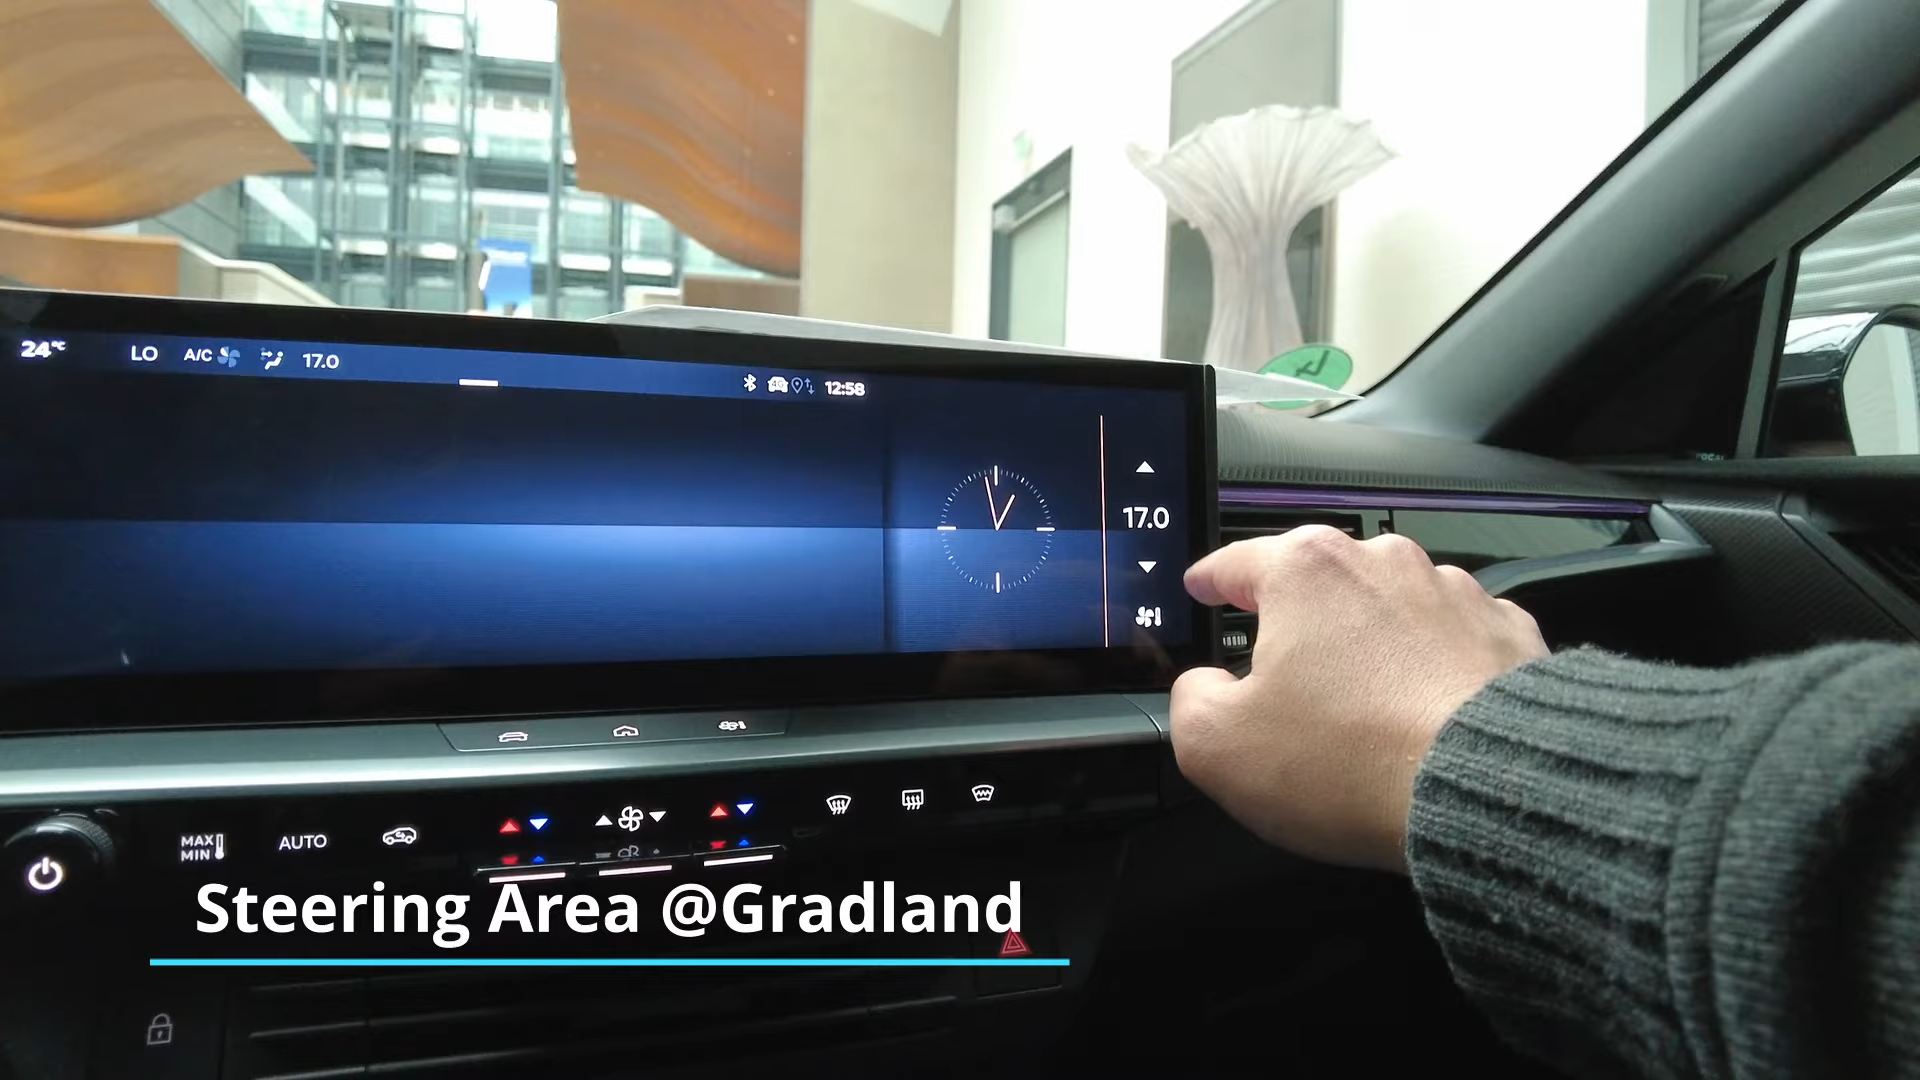 24°C LO A/C 17.0 12:58
17.0
MAX AUTO
MIN
Steering Area @Gradland